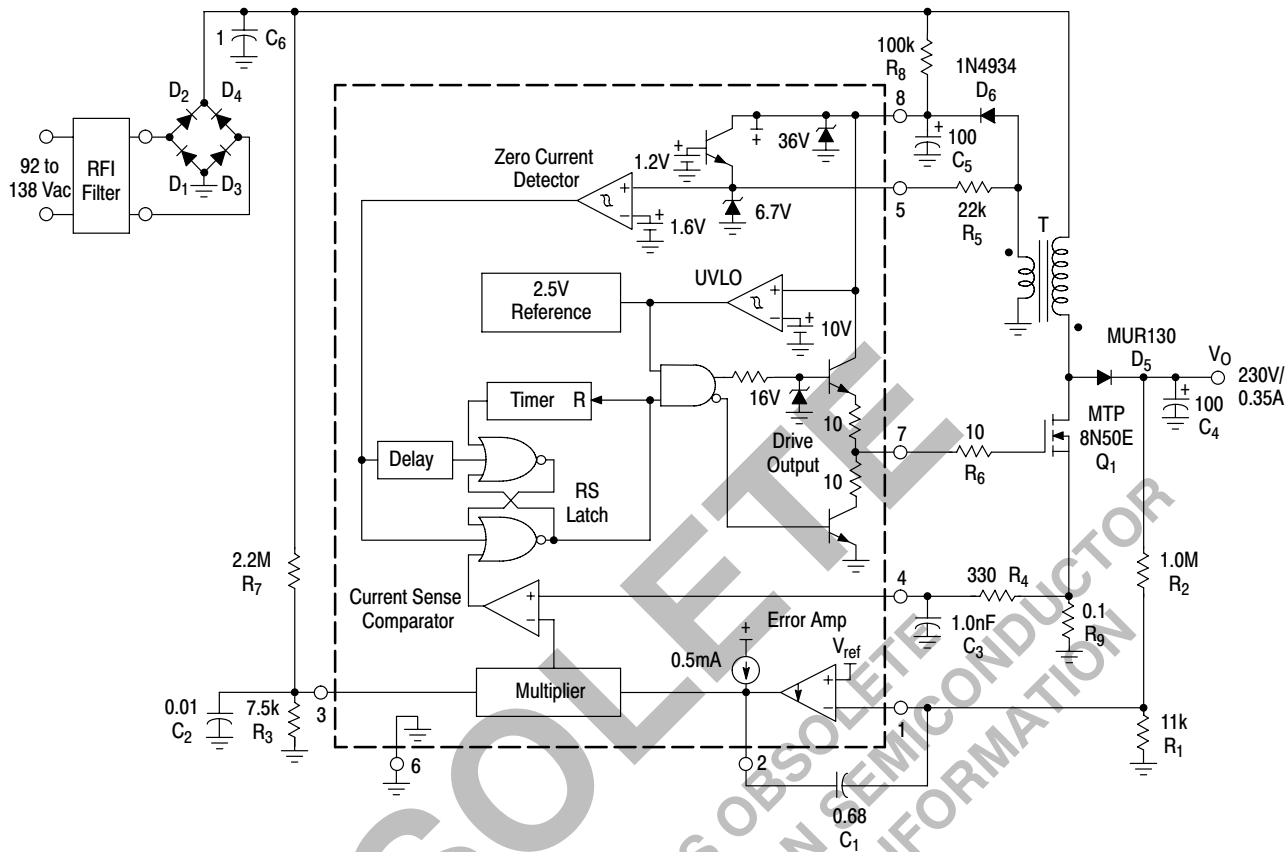 1
C6
100k
R8
1N4934
D6
D2
D4
D1
D3
92 to
138 Vac
RFI
Filter
8
100
C5
36V
1.2V
Zero Current
Detector
+
−
1.6V
6.7V
5
22k
R5
T
2.5V
Reference
UVLO
+
−
10V
MUR130
D5
VO
230V/
0.35A
100
C4
Timer
R
16V
10
Drive
Output
10
7
10
R6
MTP
8N50E
Q1
Delay
RS
Latch
2.2M
R7
4
330
R4
1.0M
R2
Current Sense
Comparator
+
−
Error Amp
1.0nF
C3
0.1
R9
0.5mA
Vref
+
−
Multiplier
3
1
0.01
C2
7.5k
R3
6
2
11k
R1
0.68
C1
OBSOLETE
S OBSOLETE
N SEMICONDUCTOR
FORMATION